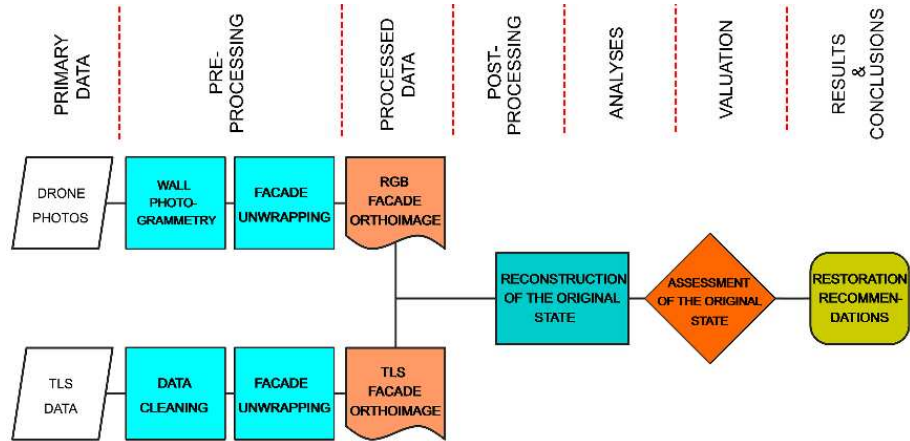 PRIMARY
DATA
PRE-
PROCESSING
PROCESSED
DATA
POST-
PROCESSING
ANALYSES
VALUATION
RESULTS
&
CONCLUSIONS
DRONE
PHOTOS
WALL
PHOTO-
GRAMMETRY
FACADE
UNWRAPPING
RGB
FACADE
ORTHOIMAGE
RECONSTRUCTION
OF THE ORIGINAL
STATE
ASSESSMENT
OF THE ORIGINAL
STATE
RESTORATION
RECOMMEN-
DATIONS
TLS
DATA
DATA
CLEANING
FACADE
UNWRAPPING
TLS
FACADE
ORTHOIMAGE